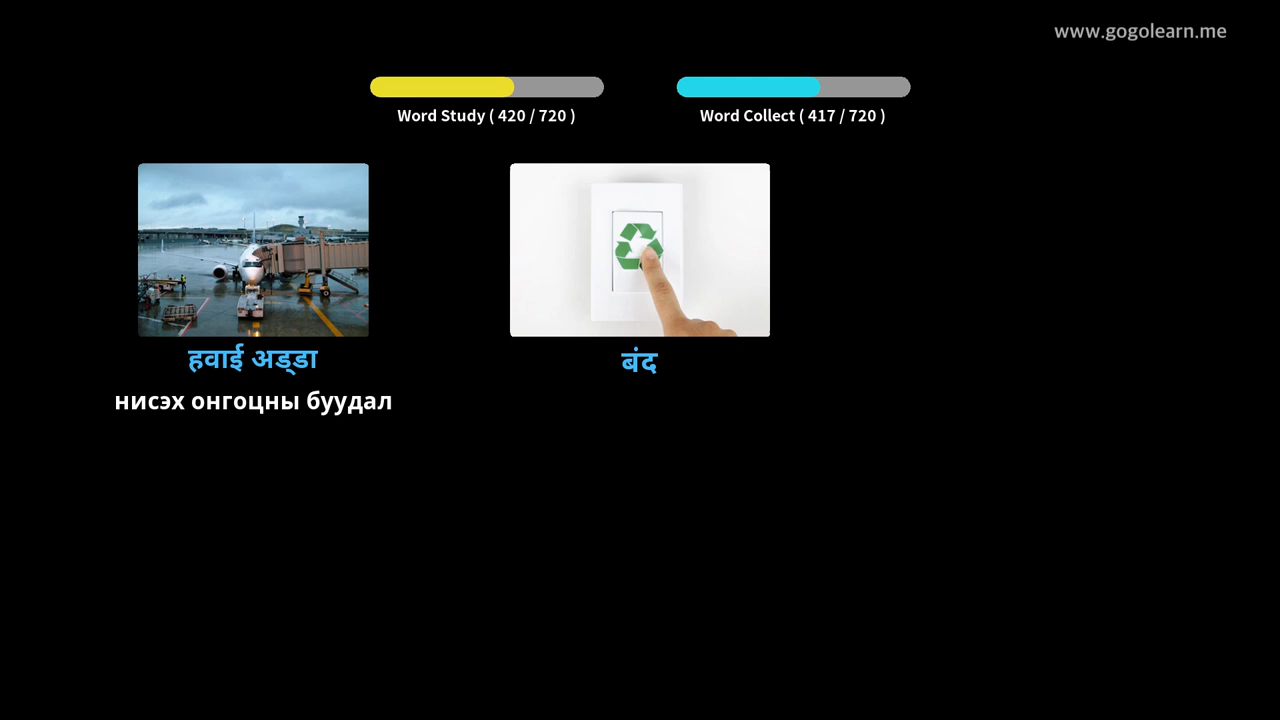 www.gogolearn.me
Word Study ( 420 / 720 )
Word Collect ( 417 / 720 )
हवाई अड्डा
बंद
нисэх онгоцны буудал